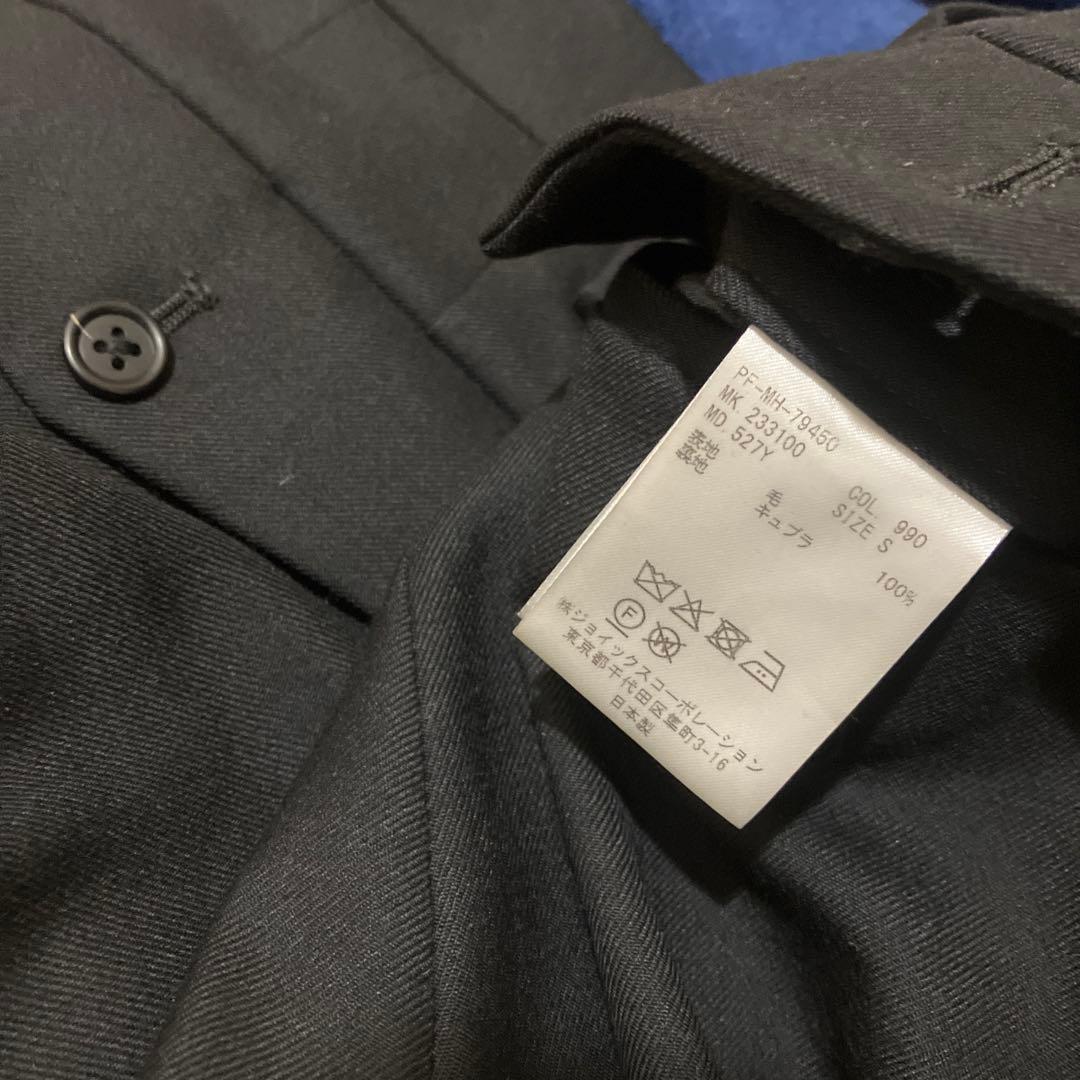 PF-MH-79450
MK 233100 COL. 990
MD. 527Y SIZE S
表地 毛 100%
裏地 キュプラ
F
W
㈱ジョイックスコーポレーション
東京都千代田区隼町3-16
日本製